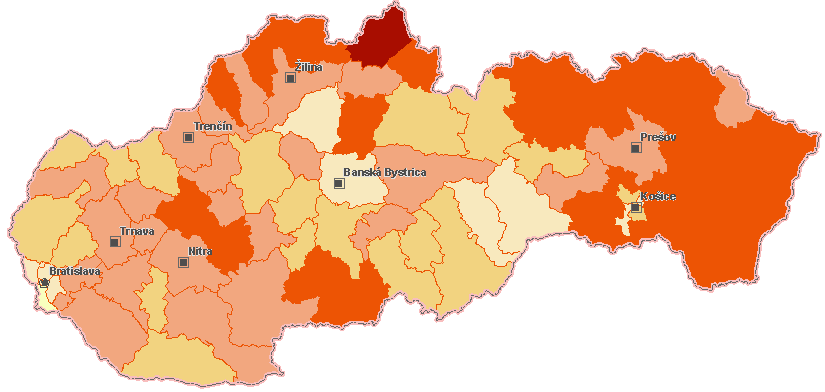 Žilina
Trenčín
Prešov
Banská Bystrica
Košice
Trnava
Nitra
Bratislava